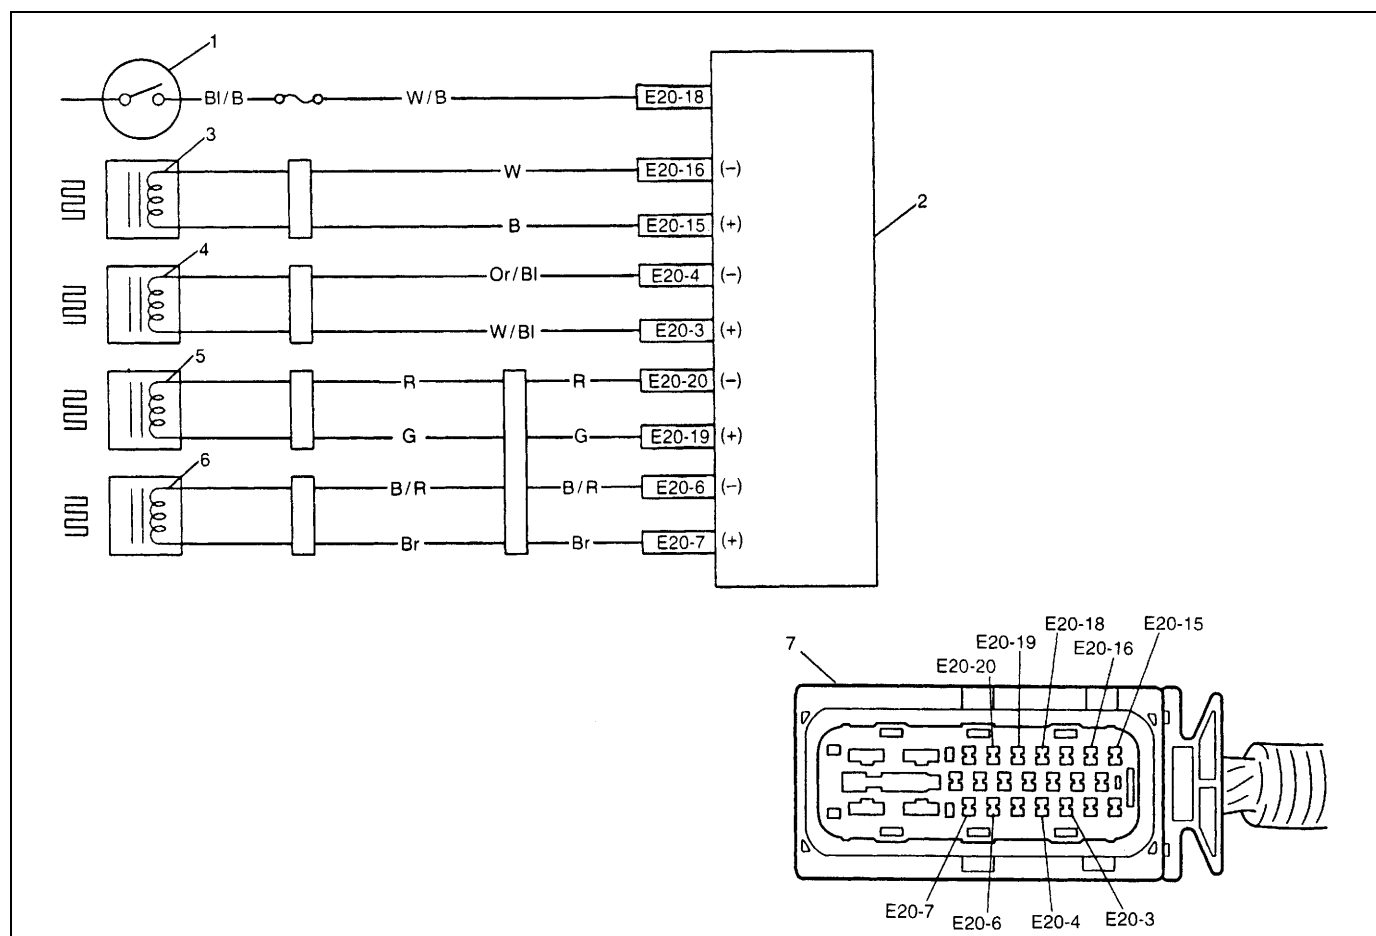 1
Bl/B
W/B
E20-18
3
W
E20-16
(–)
2
B
E20-15
(+)
4
Or/Bl
E20-4
(–)
W/Bl
E20-3
(+)
5
R
R
E20-20
(–)
G
G
E20-19
(+)
6
B/R
B/R
E20-6
(–)
Br
Br
E20-7
(+)
7
E20-20
E20-19
E20-18
E20-16
E20-15
E20-7
E20-6
E20-4
E20-3